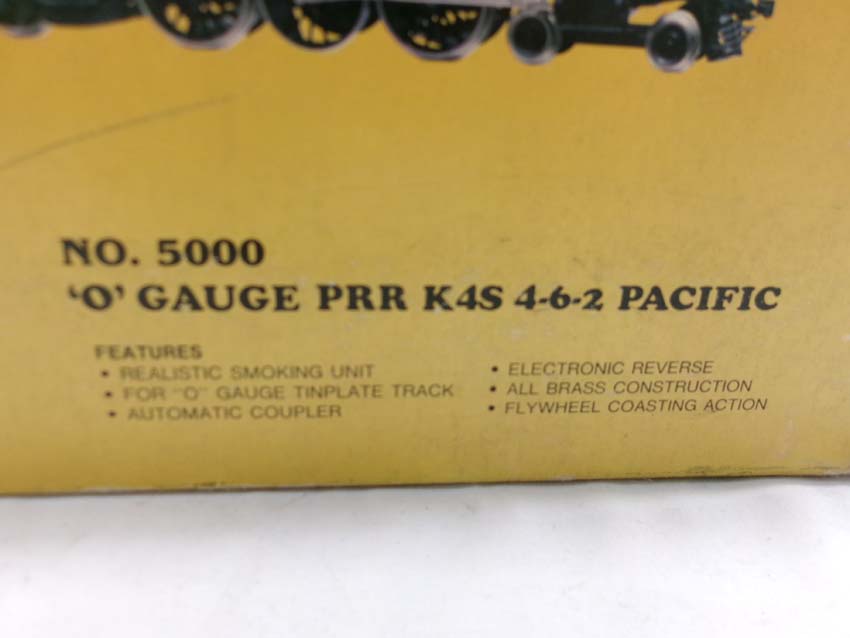 NO. 5000
'O' GAUGE PRR K4S 4-6-2 PACIFIC
FEATURES
• REALISTIC SMOKING UNIT
• FOR "O" GAUGE TINPLATE TRACK
• AUTOMATIC COUPLER
• ELECTRONIC REVERSE
• ALL BRASS CONSTRUCTION
• FLYWHEEL COASTING ACTION